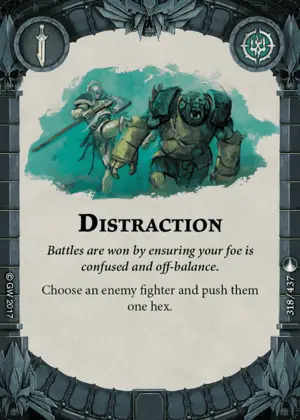 DISTRACTION
Battles are won by ensuring your foe is
confused and off-balance.
Choose an enemy fighter and push them
one hex.
© GW 2017
318/437